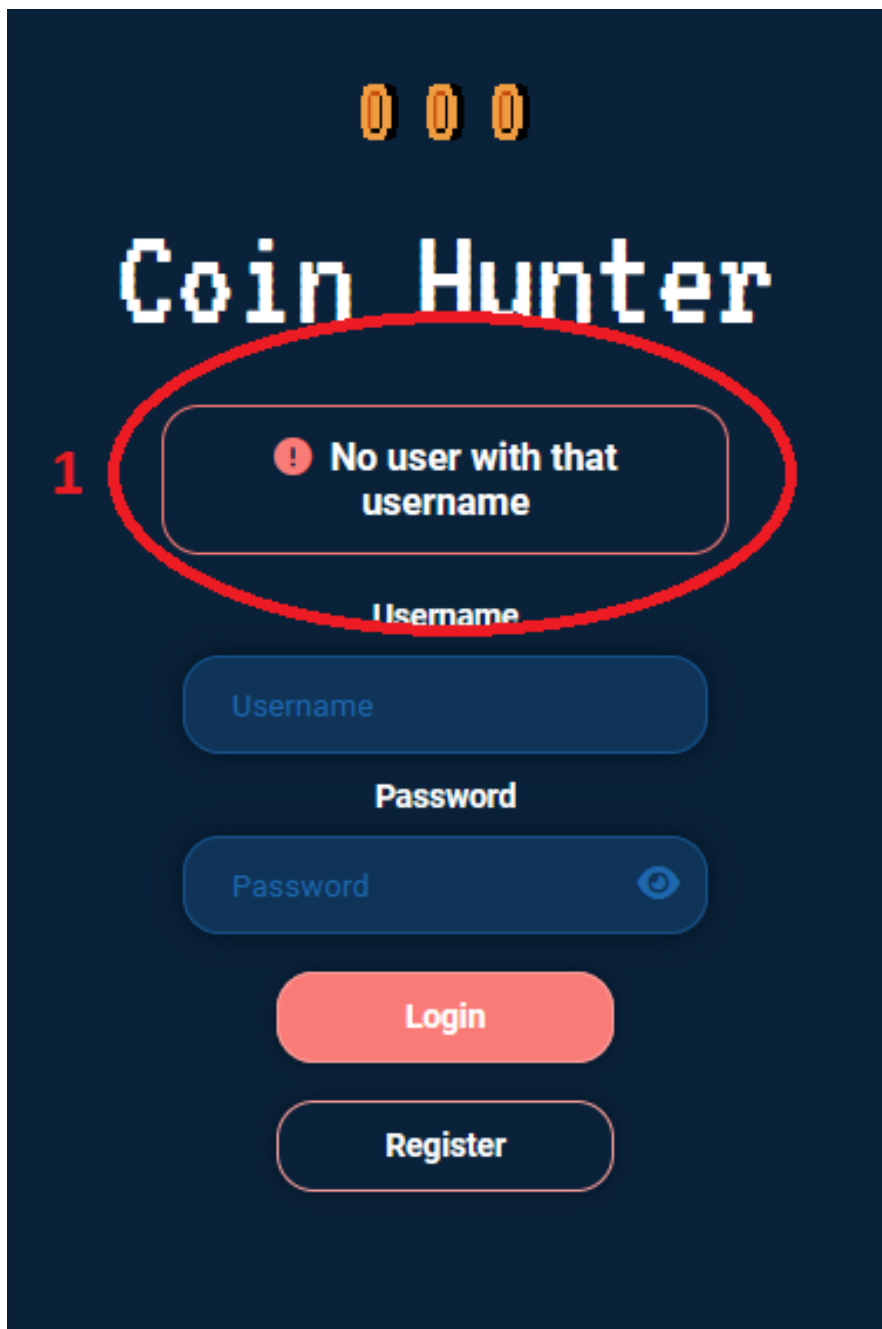 Coin Hunter
1
No user with that
username
Username
Username
Password
Password
Login
Register